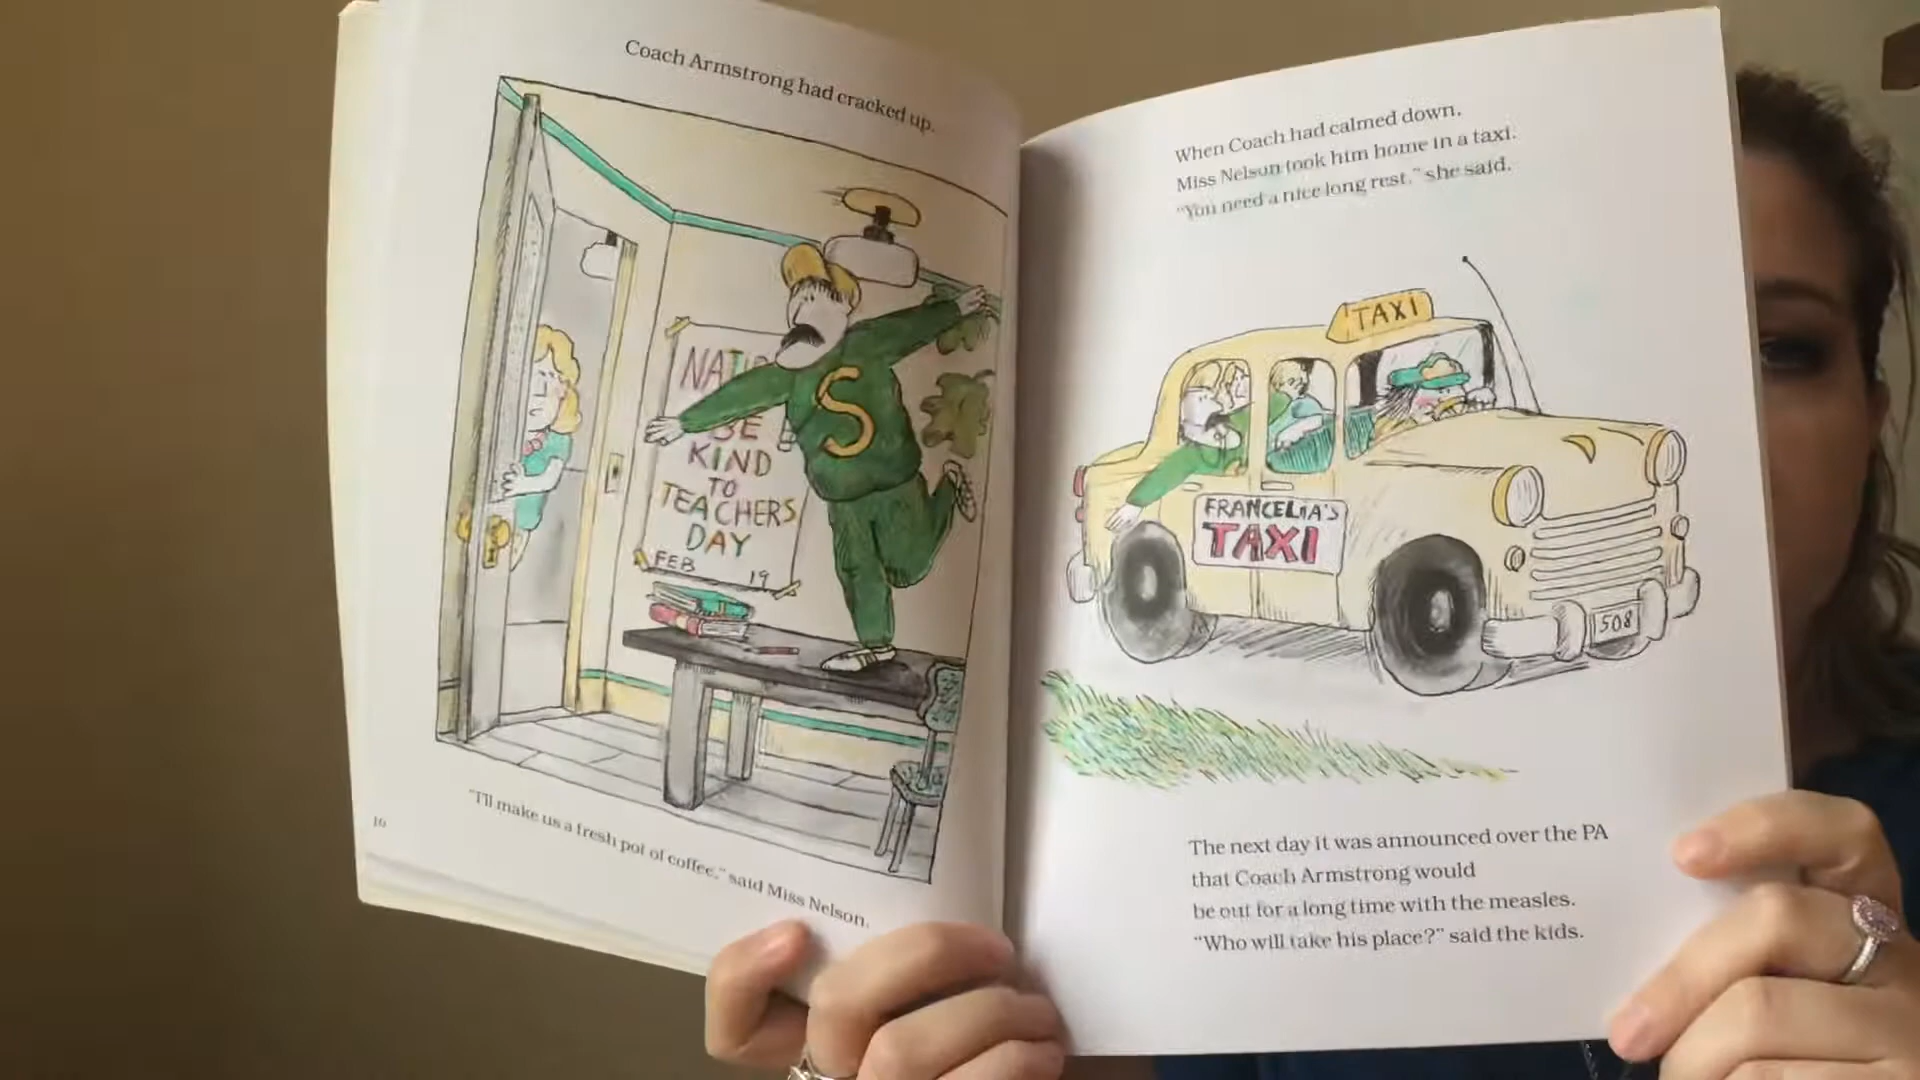 Coach Armstrong had cracked up.
NATI
BE
KIND
TO
TEACHERS
DAY
FEB 19
S
"I'll make us a fresh pot of coffee," said Miss Nelson.
16
When Coach had calmed down,
Miss Nelson took him home in a taxi.
"You need a nice long rest," she said.
TAXI
FRANCELIA'S
TAXI
1508
The next day it was announced over the PA
that Coach Armstrong would
be out for a long time with the measles.
"Who will take his place?" said the kids.